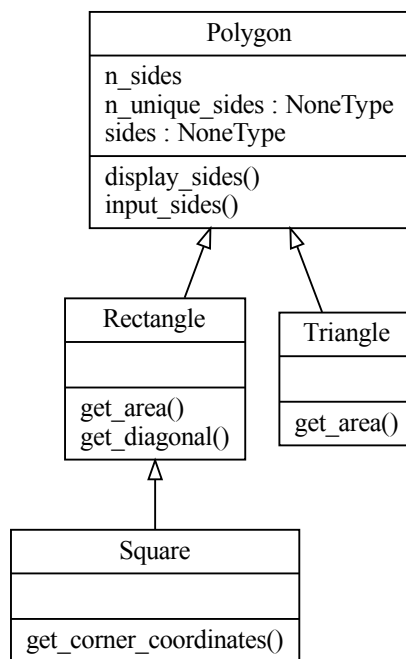 Polygon
n_sides
n_unique_sides : NoneType
sides : NoneType
display_sides()
input_sides()
Rectangle
get_area()
get_diagonal()
Triangle
get_area()
Square
get_corner_coordinates()